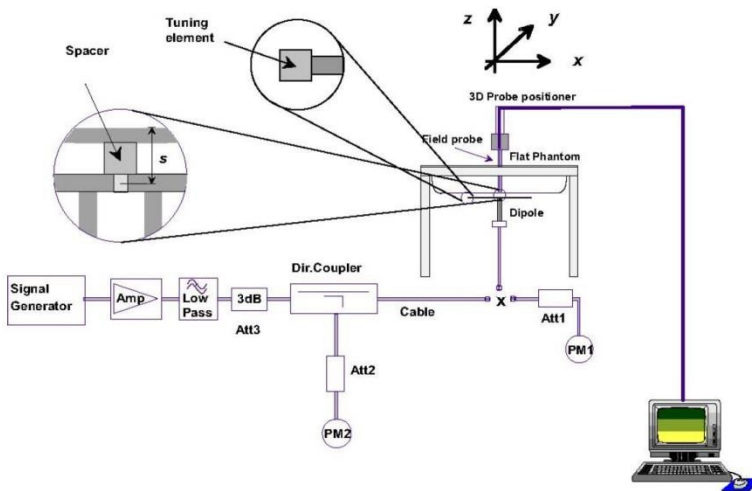 Tuning
element
z
y
x
Spacer
s
3D Probe positioner
Field probe
Flat Phantom
Dipole
Dir.Coupler
Signal
Generator
Amp
Low
Pass
3dB
Att3
Cable
x
Att1
PM1
Att2
PM2